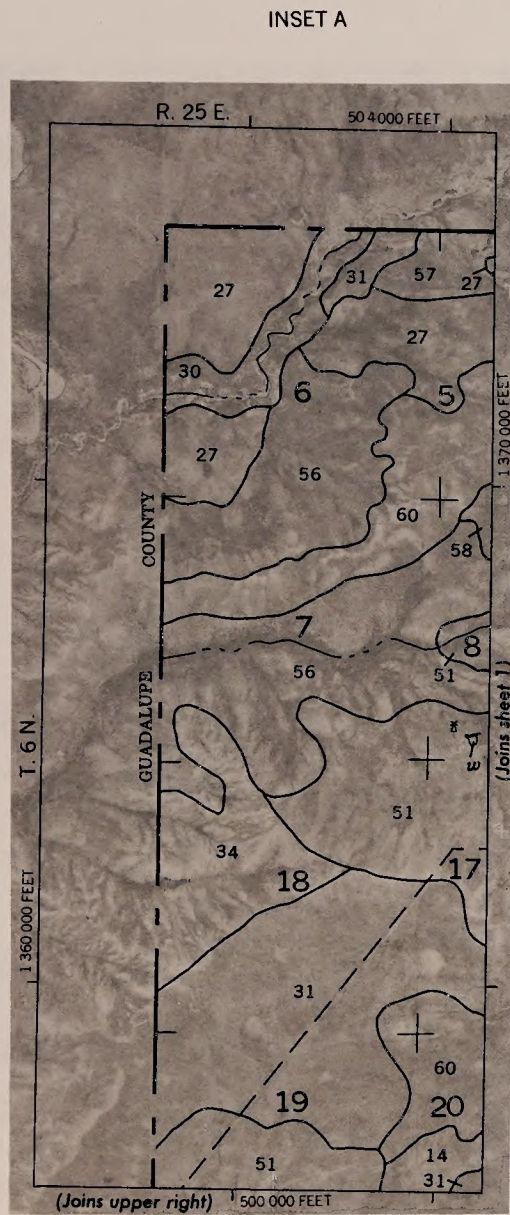 INSET A
R. 25 E.
504 000 FEET
27
31
57
27
27
30
6
5
1 370 000 FEET
27
56
60
COUNTY
58
7
8
56
51
GUADALUPE
(Joins sheet 1)
T. 6 N.
51
34
18
17
1 360 000 FEET
31
60
19
20
51
14
31
(Joins upper right)
500 000 FEET